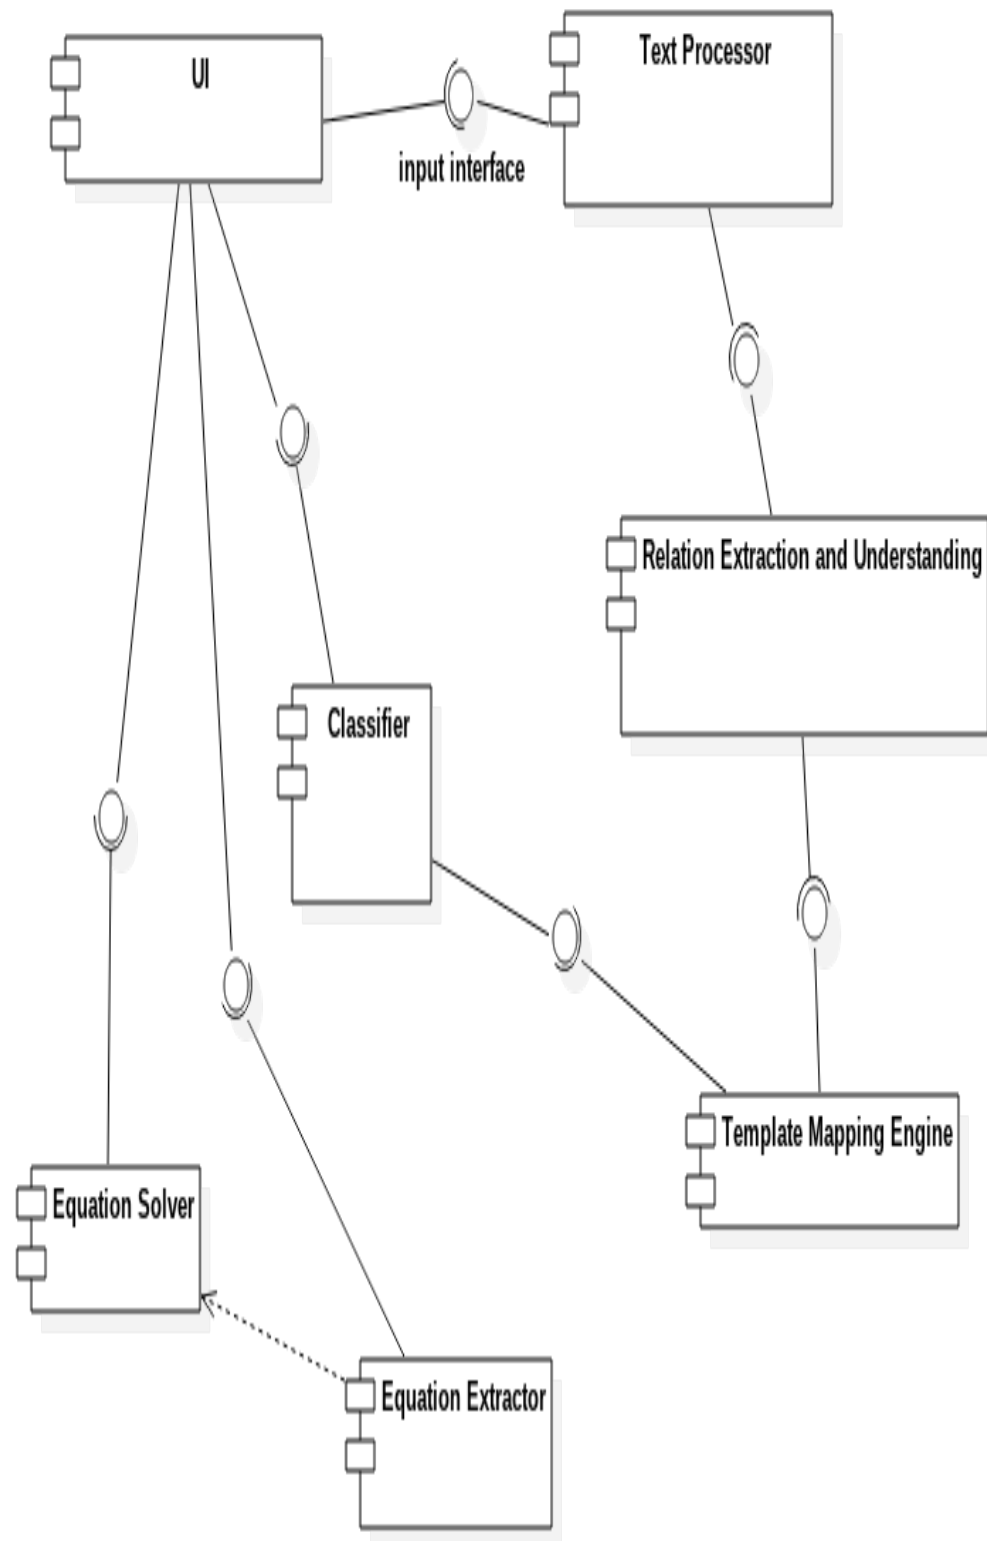 UI
Text Processor
input interface
Relation Extraction and Understanding
Classifier
Template Mapping Engine
Equation Solver
Equation Extractor